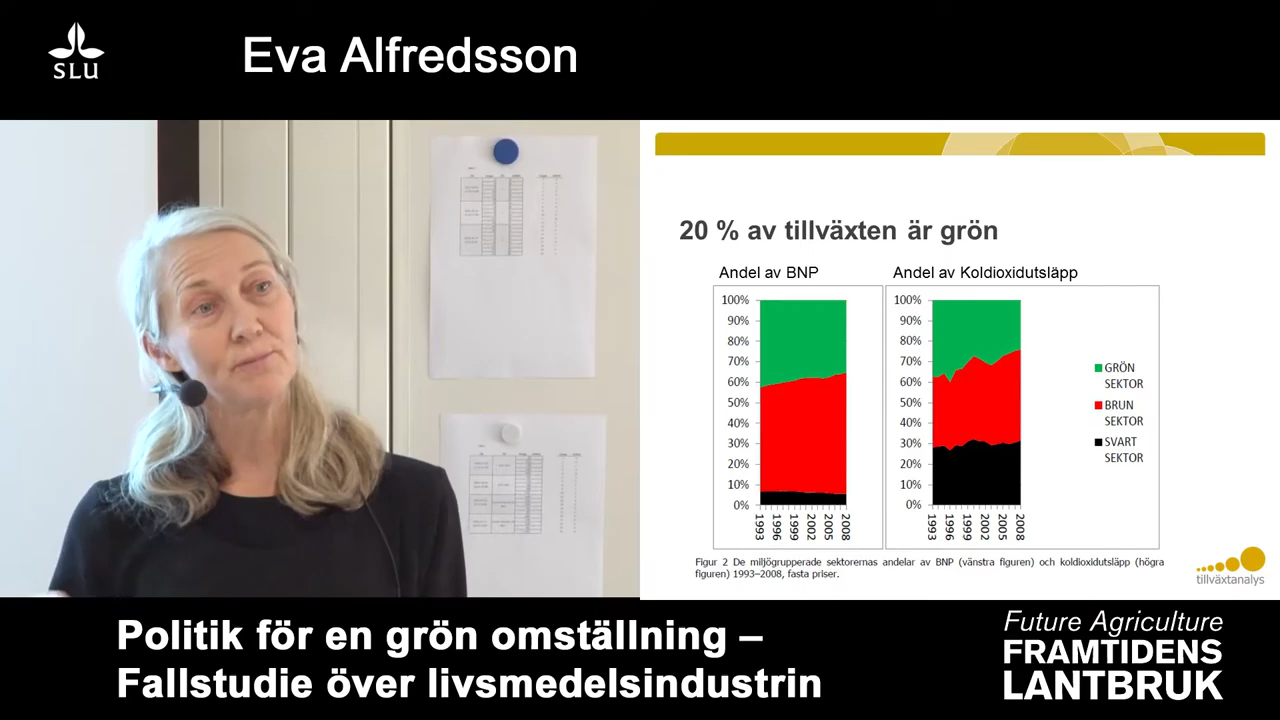 SLU
Eva Alfredsson
20 % av tillväxten är grön
Andel av BNP
Andel av Koldioxidutsläpp
100%
90%
80%
70%
60%
50%
40%
30%
20%
10%
0%
1993
1996
1999
2002
2005
2008
100%
90%
80%
70%
60%
50%
40%
30%
20%
10%
0%
1993
1996
1999
2002
2005
2008
GRÖN
SEKTOR
BRUN
SEKTOR
SVART
SEKTOR
Figur 2 De miljögrupperade sektorernas andelar av BNP (vänstra figuren) och koldioxidutsläpp (högra
figuren) 1993–2008, fasta priser.
tillväxtanalys
Politik för en grön omställning –
Fallstudie över livsmedelsindustrin
Future Agriculture
FRAMTIDENS
LANTBRUK